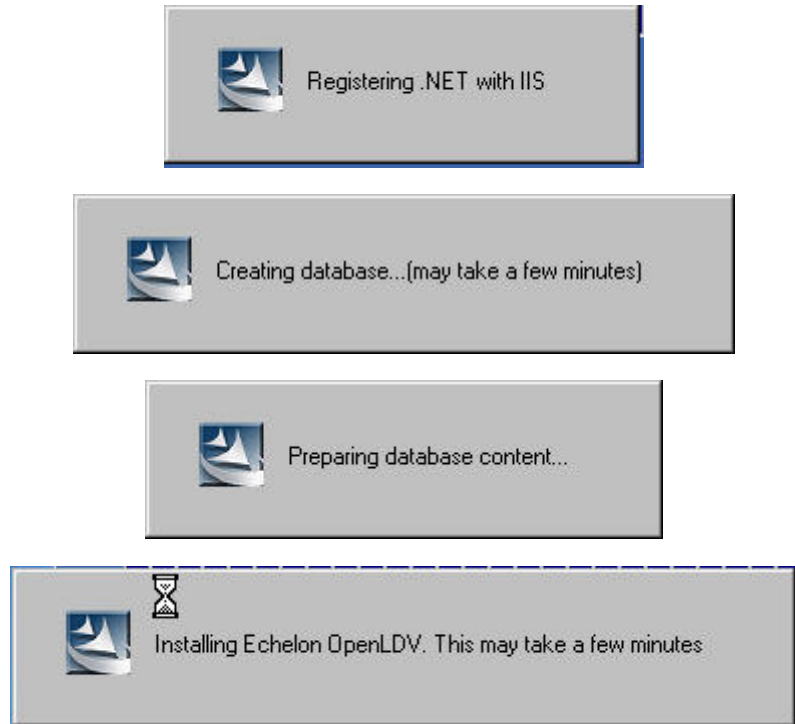 Registering .NET with IIS
Creating database...(may take a few minutes)
Preparing database content...
Installing Echelon OpenLDV. This may take a few minutes